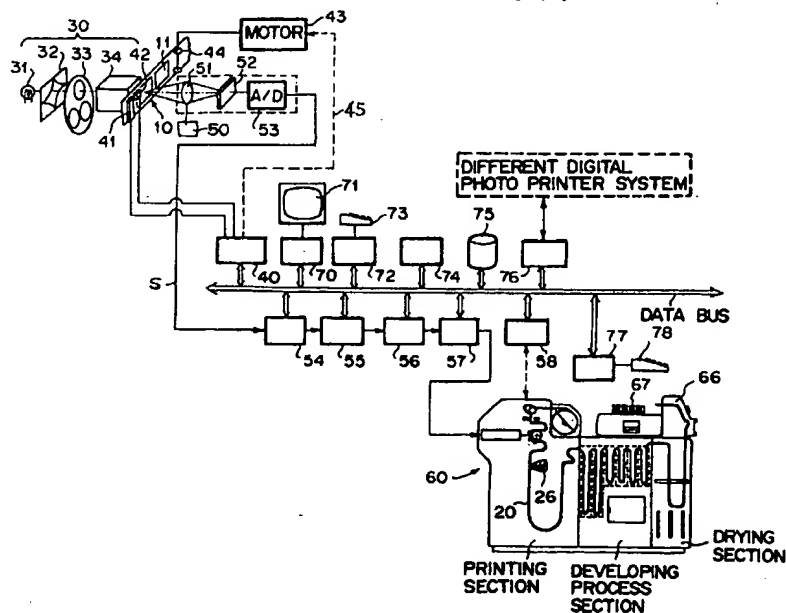 30
43
MOTOR
31
32
33
34
42
11
44
51
52
A/D
53
41
10
50
45
DIFFERENT DIGITAL
PHOTO PRINTER SYSTEM
71
73
75
40
70
72
74
76
S
DATA BUS
54
55
56
57
58
77
78
67
66
60
20
26
PRINTING
SECTION
DEVELOPING
PROCESS
SECTION
DRYING
SECTION